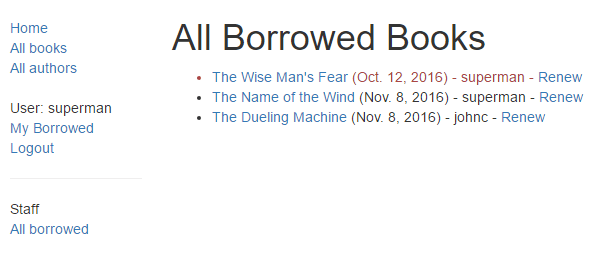 Home
All books
All authors
User: superman
My Borrowed
Logout
Staff
All borrowed
All Borrowed Books
The Wise Man's Fear (Oct. 12, 2016) - superman - Renew
The Name of the Wind (Nov. 8, 2016) - superman - Renew
The Dueling Machine (Nov. 8, 2016) - johnc - Renew